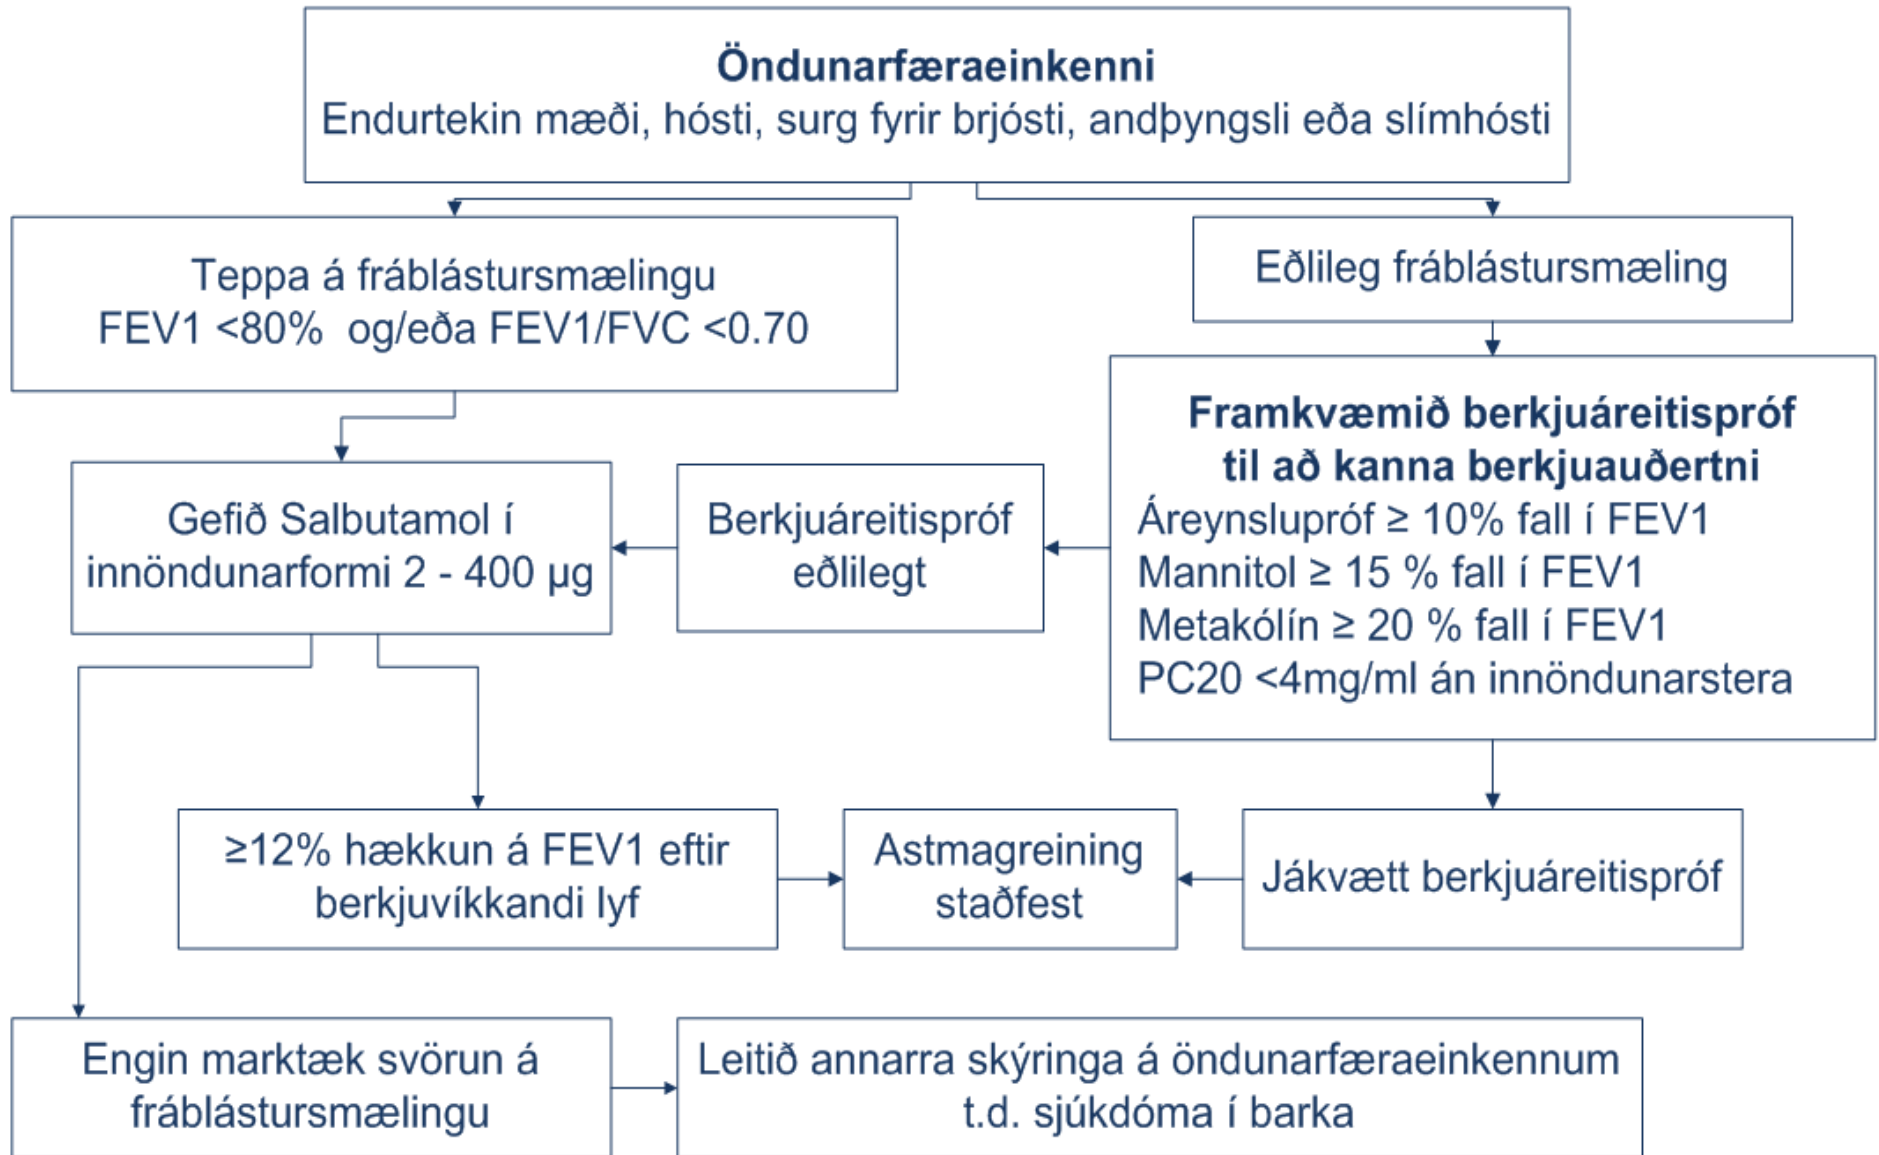 Öndunarfæraeinkenni
Endurtekin mæði, hósti, surg fyrir brjósti, andþyngsli eða slímhósti
Teppa á fráblástursmælingu
FEV1 <80%  og/eða FEV1/FVC <0.70
Eðlileg fráblástursmæling
Framkvæmið berkjuáreitispróf
til að kanna berkjuauðertni
Áreynslupróf ≥ 10% fall í FEV1
Mannitol ≥ 15 % fall í FEV1
Metakólín ≥ 20 % fall í FEV1
PC20 <4mg/ml án innöndunarstera
Berkjuáreitispróf
eðlilegt
Gefið Salbutamol í
innöndunarformi 2 - 400 µg
≥12% hækkun á FEV1 eftir
berkjuvíkkandi lyf
Astmagreining
staðfest
Jákvætt berkjuáreitispróf
Engin marktæk svörun á
fráblástursmælingu
Leitið annarra skýringa á öndunarfæraeinkennum
t.d. sjúkdóma í barka